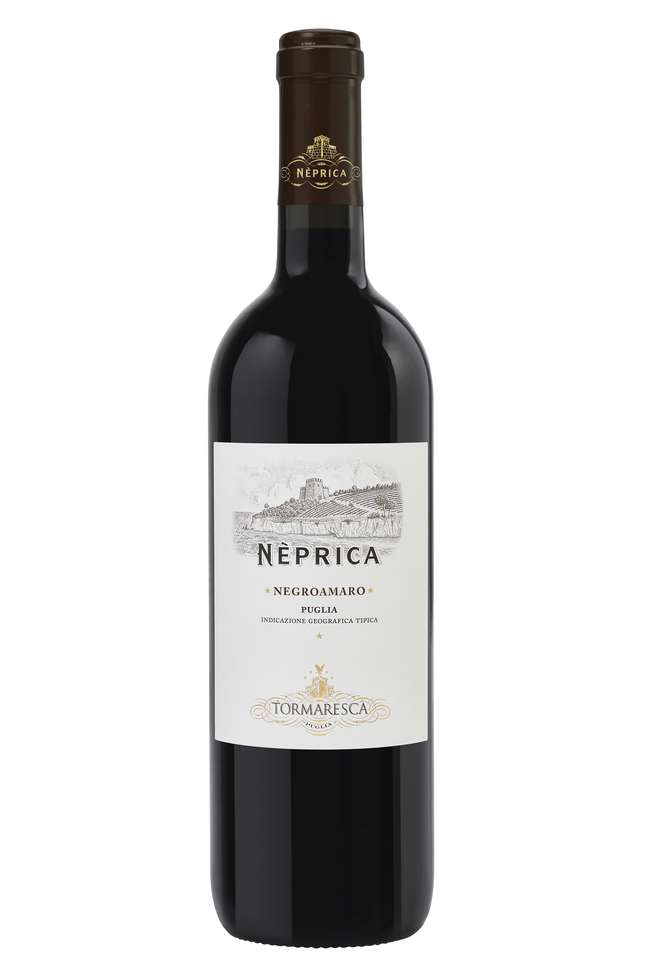 NÈPRICA
NÈPRICA
NEGROAMARO
PUGLIA
INDICAZIONE GEOGRAFICA TIPICA
TORMARESCA
PUGLIA